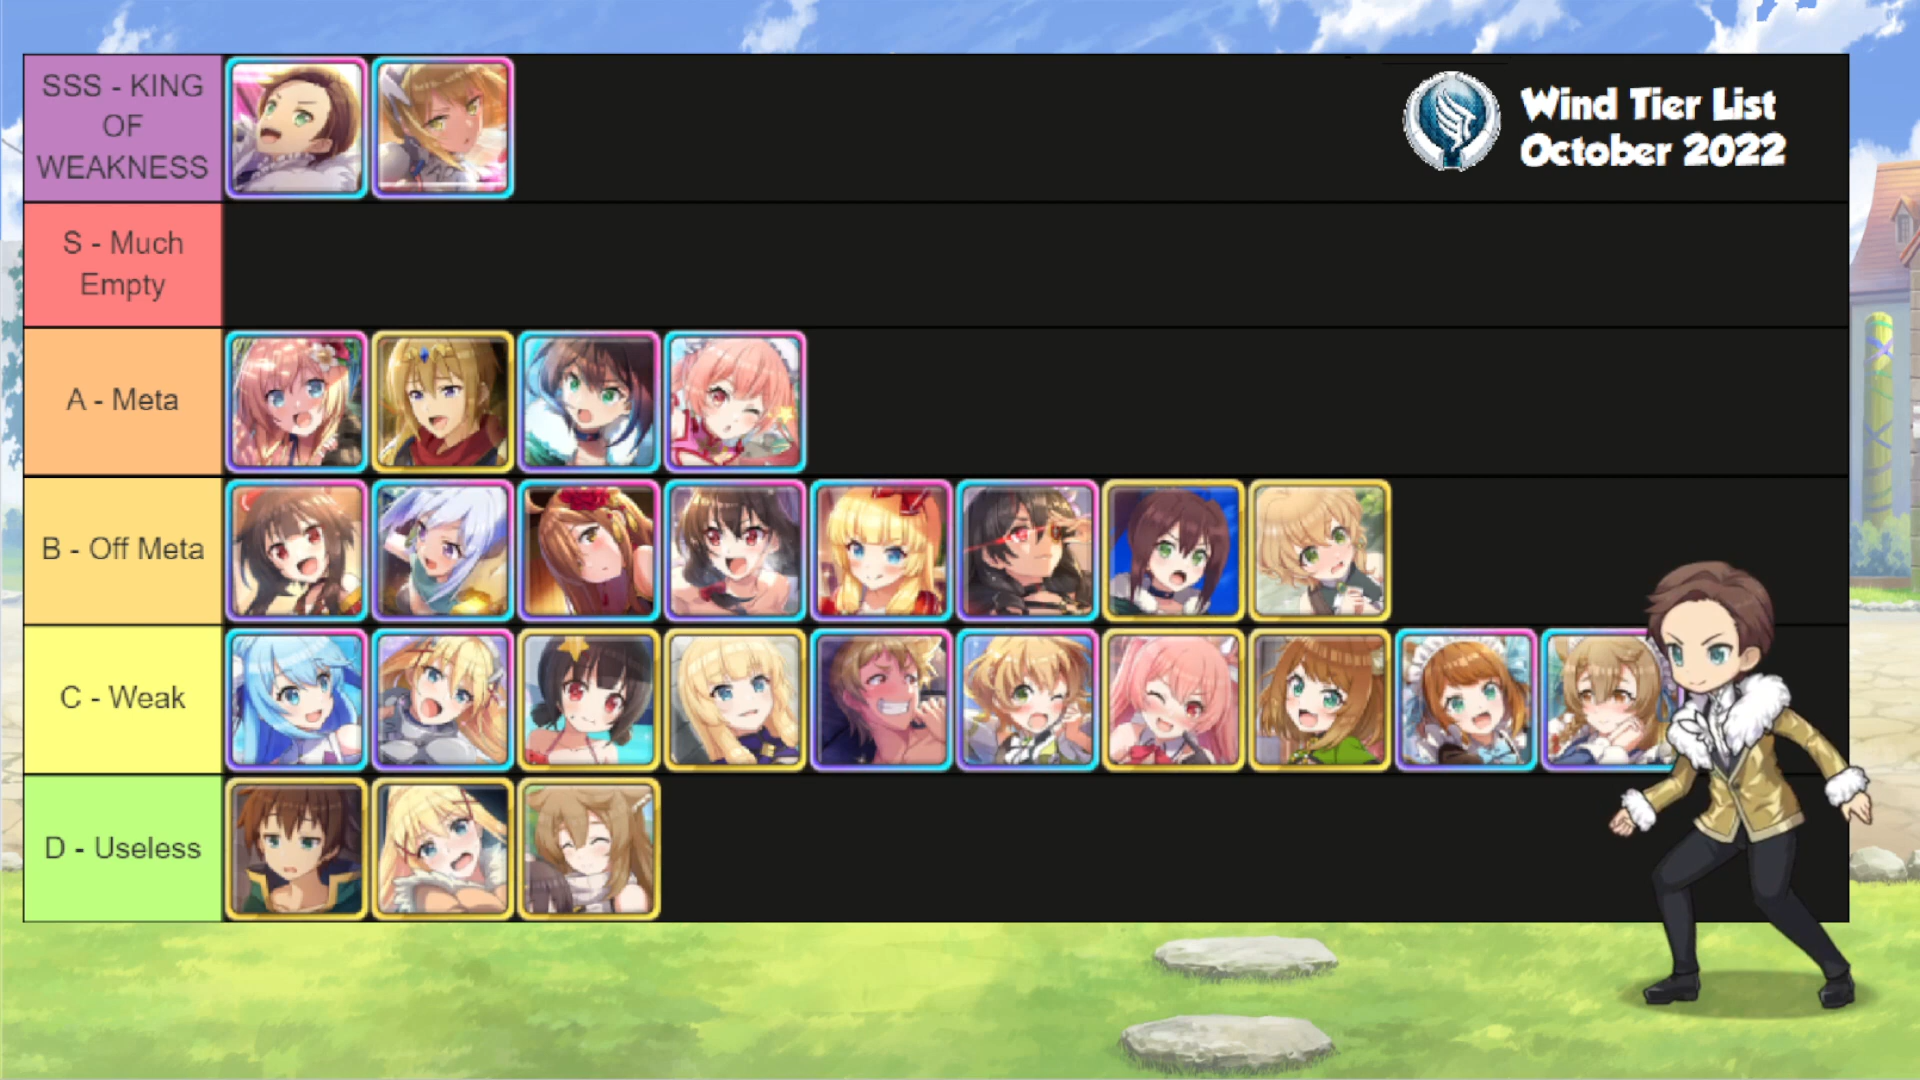 SSS - KING
OF
WEAKNESS
Wind Tier List
October 2022
S - Much
Empty
A - Meta
B - Off Meta
C - Weak
D - Useless